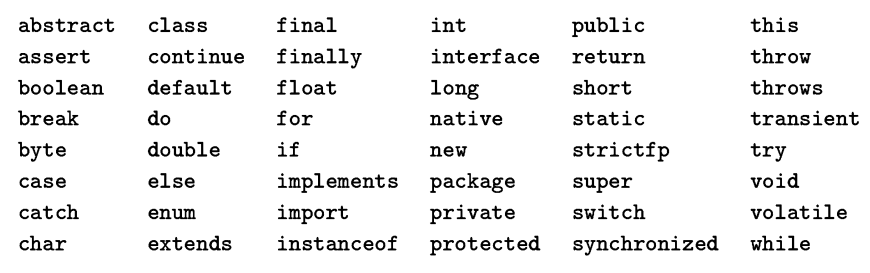 abstract class final int public this
assert continue finally interface return throw
boolean default float long short throws
break do for native static transient
byte double if new strictfp try
case else implements package super void
catch enum import private switch volatile
char extends instanceof protected synchronized while